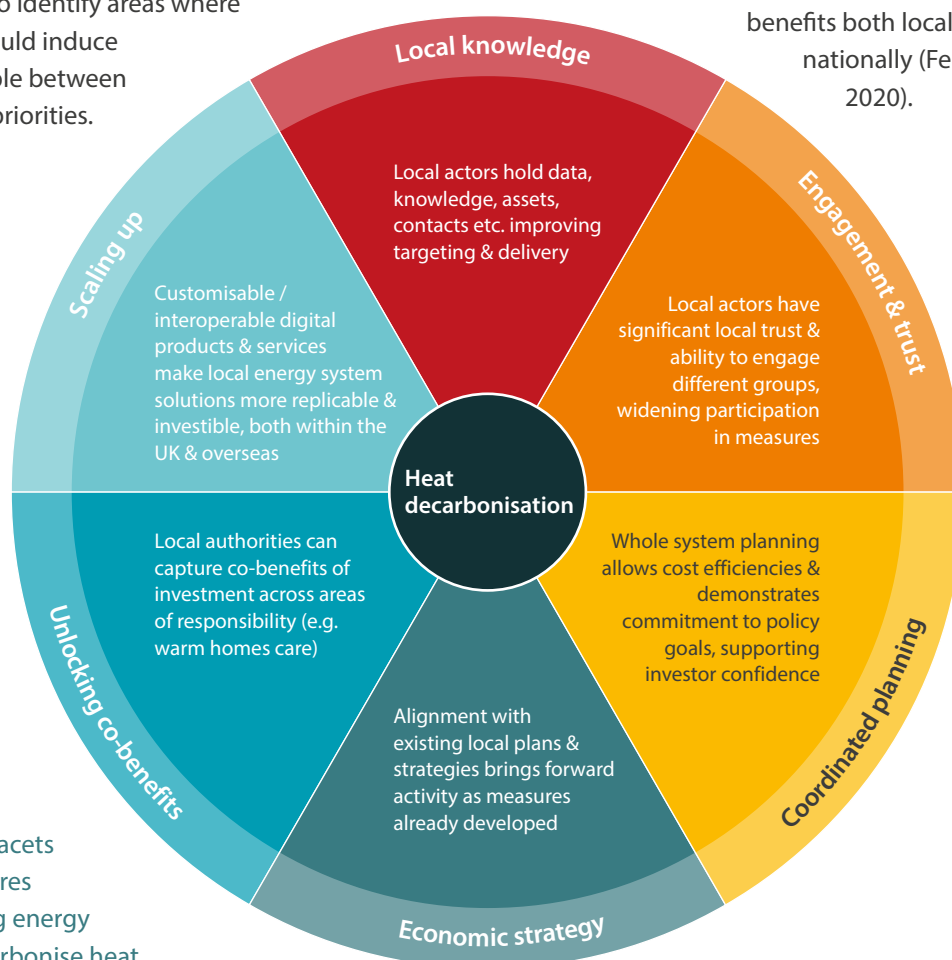 o identify areas where
ould induce
ble between
priorities.
benefits both local
nationally (Fe
2020).
Local knowledge
Local actors hold data,
knowledge, assets,
contacts etc. improving
targeting & delivery
Engagement & trust
Local actors have
significant local trust &
ability to engage
different groups,
widening participation
in measures
Coordinated planning
Whole system planning
allows cost efficiencies &
demonstrates
commitment to policy
goals, supporting
investor confidence
Economic strategy
Alignment with
existing local plans &
strategies brings forward
activity as measures
already developed
Unlocking co-benefits
Local authorities can
capture co-benefits of
investment across areas
of responsibility (e.g.
warm homes care)
Scaling up
Customisable /
interoperable digital
products & services
make local energy system
solutions more replicable &
investible, both within the
UK & overseas
Heat
decarbonisation
acets
res
g energy
arbonise heat